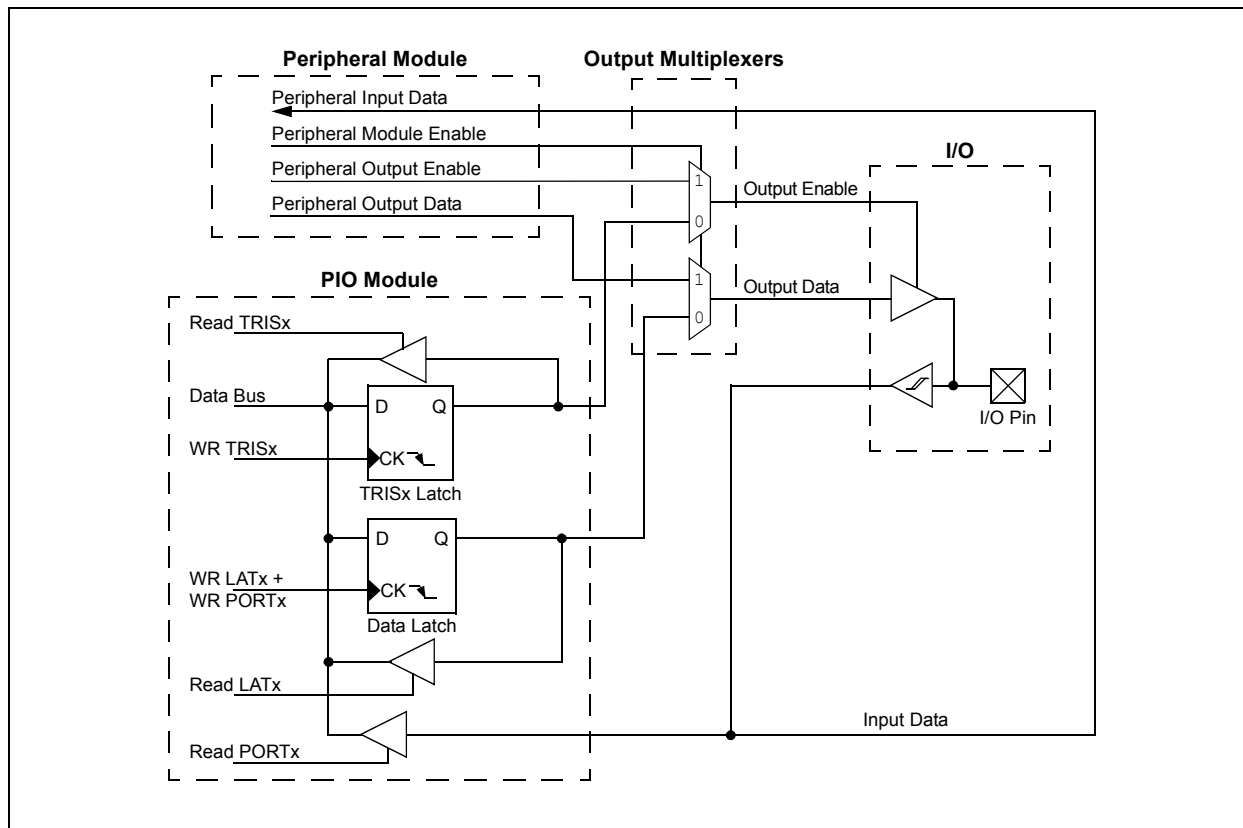 Peripheral Module
Output Multiplexers
Peripheral Input Data
Peripheral Module Enable
Peripheral Output Enable
Peripheral Output Data
1
0
1
0
Output Enable
Output Data
I/O
I/O Pin
PIO Module
Read TRISx
Data Bus
D
Q
WR TRISx
CK
TRISx Latch
D
Q
WR LATx +
WR PORTx
CK
Data Latch
Read LATx
Read PORTx
Input Data